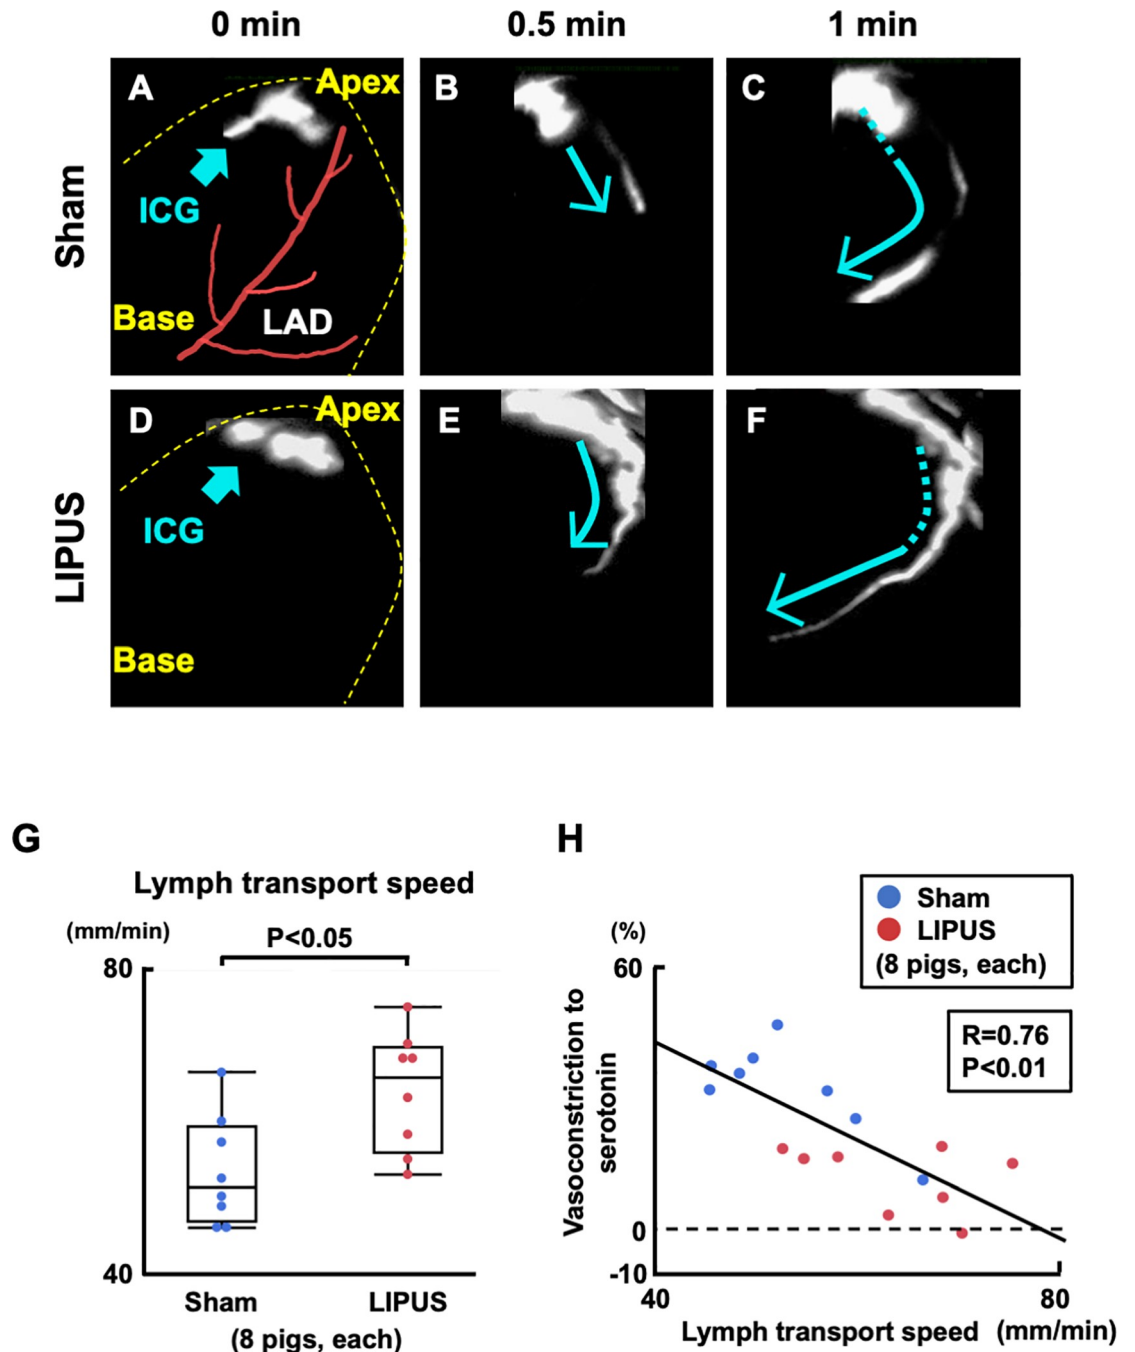 0 min
0.5 min
1 min
Sham
A
Apex
ICG
Base
LAD
B
C
LIPUS
D
Apex
ICG
Base
E
F
G
Lymph transport speed
(mm/min)
P<0.05
80
40
Sham
LIPUS
(8 pigs, each)
H
Sham
LIPUS
(8 pigs, each)
(%)
R=0.76
P<0.01
Vasoconstriction to
serotonin
60
0
-10
40
80
Lymph transport speed (mm/min)